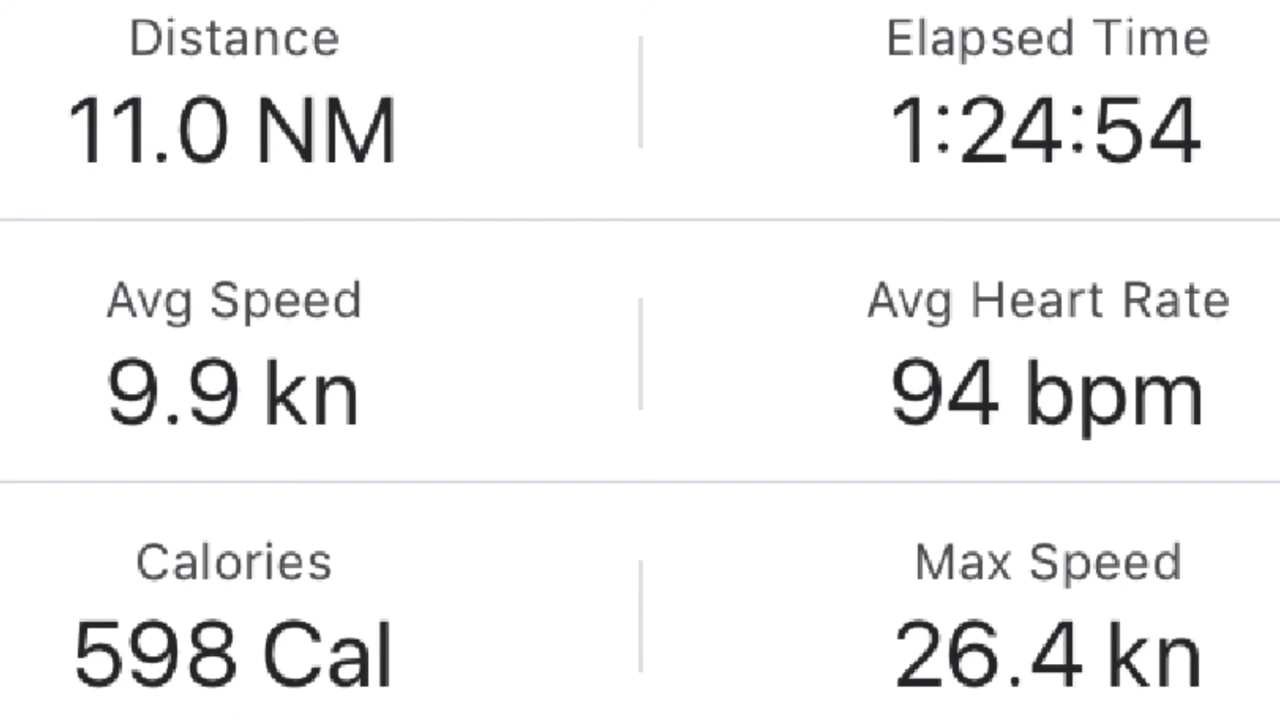 Distance
Elapsed Time
11.0 NM
1:24:54
Avg Speed
Avg Heart Rate
9.9 kn
94 bpm
Calories
Max Speed
598 Cal
26.4 kn